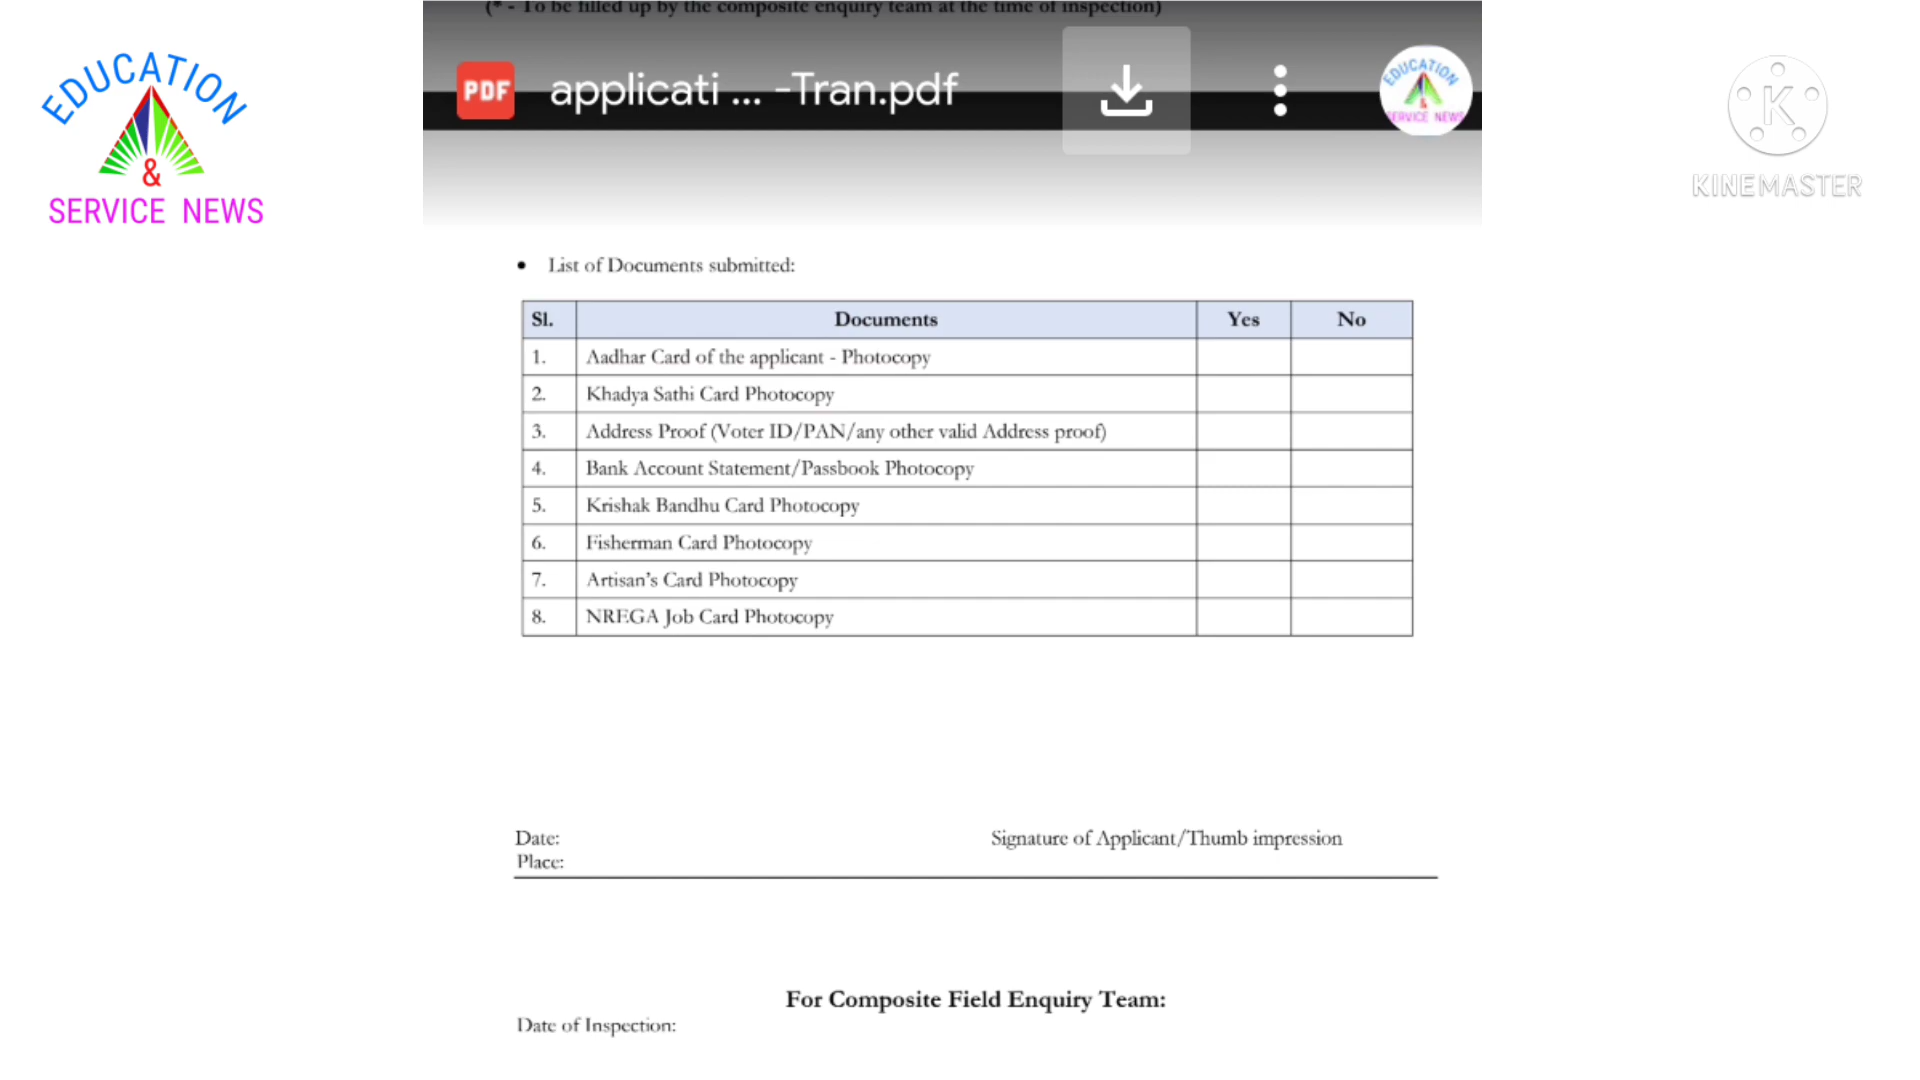 (* - To be filled up by the composite enquiry team at the time of inspection)
EDUCATION
&
SERVICE NEWS
PDF applicati ... -Tran.pdf
EDUCATION
&
SERVICE NEWS
K
KINEMASTER
• List of Documents submitted:
Sl. Documents Yes No
1. Aadhar Card of the applicant - Photocopy
2. Khadya Sathi Card Photocopy
3. Address Proof (Voter ID/PAN/any other valid Address proof)
4. Bank Account Statement/Passbook Photocopy
5. Krishak Bandhu Card Photocopy
6. Fisherman Card Photocopy
7. Artisan's Card Photocopy
8. NREGA Job Card Photocopy
Date: Signature of Applicant/Thumb impression
Place:
For Composite Field Enquiry Team:
Date of Inspection: